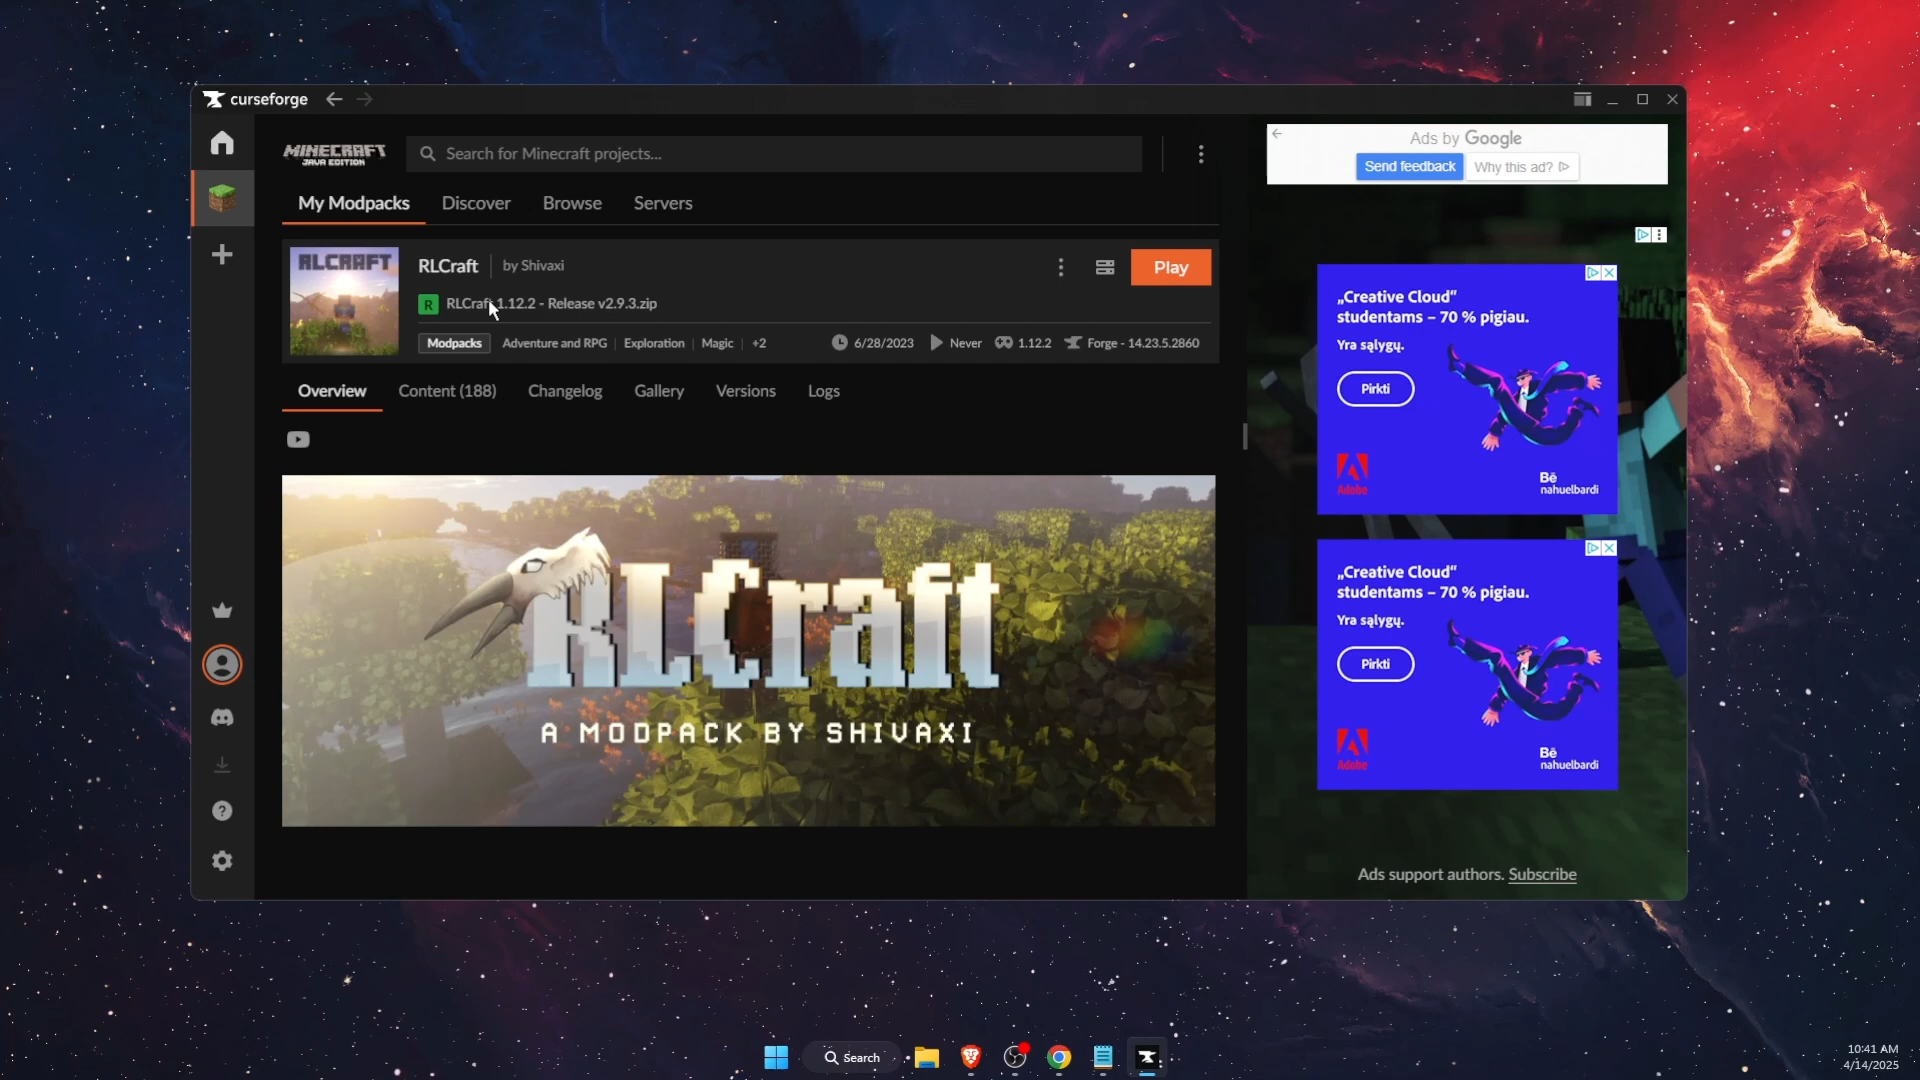 curseforge
MINECRAFT
JAVA EDITION
Search for Minecraft projects...
My Modpacks
Discover
Browse
Servers
RLCRAFT
RLCraft
by Shivaxi
Play
R
RLCraft 1.12.2 - Release v2.9.3.zip
Modpacks
Adventure and RPG
Exploration
Magic
+2
6/28/2023
Never
1.12.2
Forge - 14.23.5.2860
Overview
Content (188)
Changelog
Gallery
Versions
Logs
RLCraft
A MODPACK BY SHIVAXI
Ads by Google
Send feedback
Why this ad?
„Creative Cloud“
studentams – 70 % pigiau.
Yra sąlygų.
Pirkti
Adobe
Bē
nahuelbardi
„Creative Cloud“
studentams – 70 % pigiau.
Yra sąlygų.
Pirkti
Adobe
Bē
nahuelbardi
Ads support authors. Subscribe
Search
10:41 AM
4/14/2025